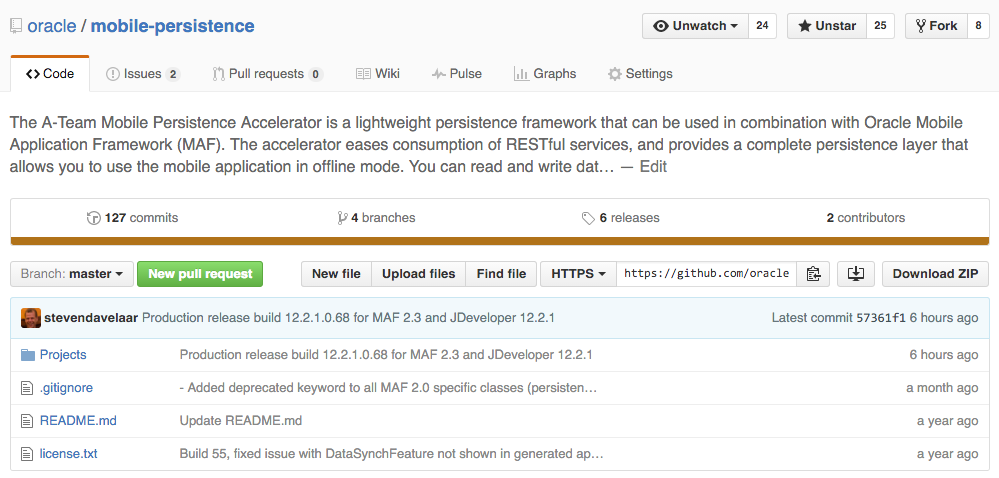 oracle / mobile-persistence Unwatch 24 Unstar 25 Fork 8
Code Issues 2 Pull requests 0 Wiki Pulse Graphs Settings
The A-Team Mobile Persistence Accelerator is a lightweight persistence framework that can be used in combination with Oracle Mobile
Application Framework (MAF). The accelerator eases consumption of RESTful services, and provides a complete persistence layer that
allows you to use the mobile application in offline mode. You can read and write dat… — Edit
127 commits 4 branches 6 releases 2 contributors
Branch: master New pull request New file Upload files Find file HTTPS https://github.com/oracle Download ZIP
stevendavelaar Production release build 12.2.1.0.68 for MAF 2.3 and JDeveloper 12.2.1 Latest commit 57361f1 6 hours ago
Projects Production release build 12.2.1.0.68 for MAF 2.3 and JDeveloper 12.2.1 6 hours ago
.gitignore - Added deprecated keyword to all MAF 2.0 specific classes (persisten… a month ago
README.md Update README.md a year ago
license.txt Build 55, fixed issue with DataSynchFeature not shown in generated ap… a year ago